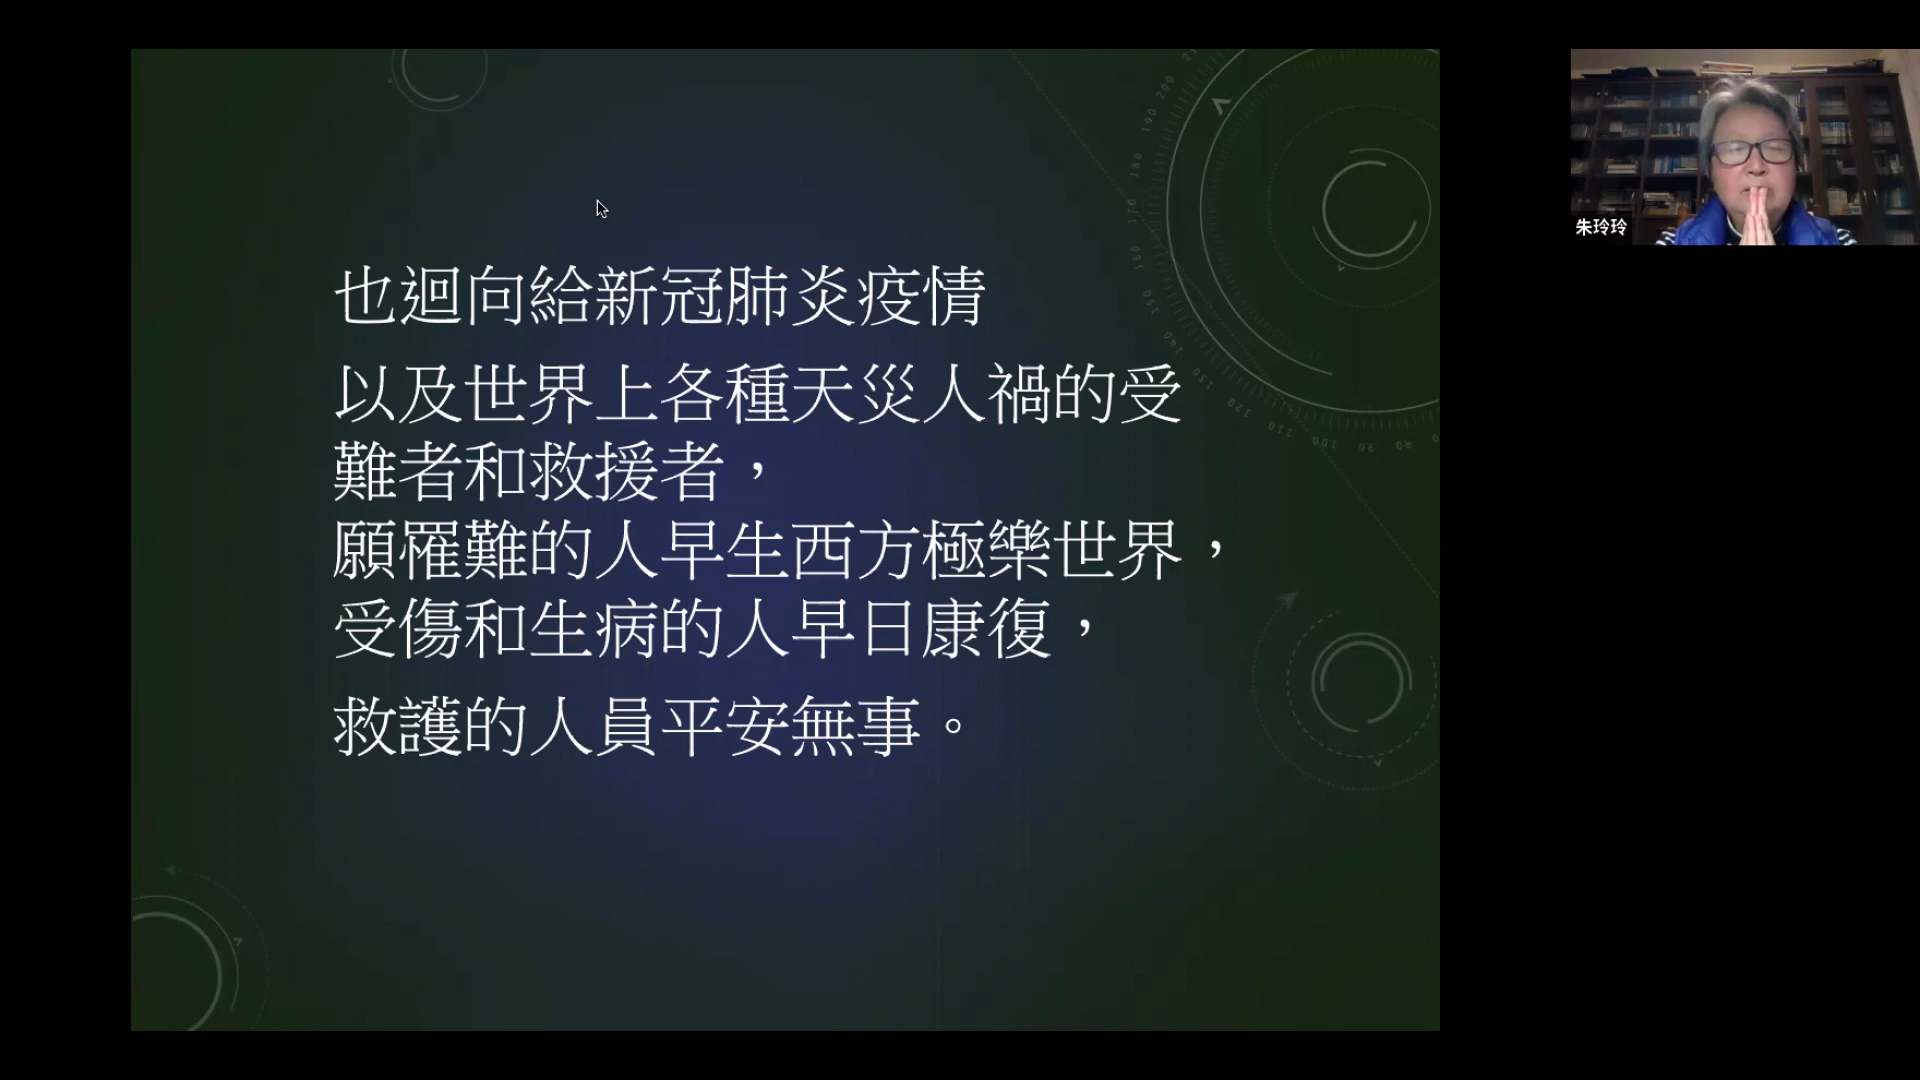 也迴向給新冠肺炎疫情
以及世界上各種天災人禍的受
難者和救援者，
願罹難的人早生西方極樂世界，
受傷和生病的人早日康復，
救護的人員平安無事。
朱玲玲